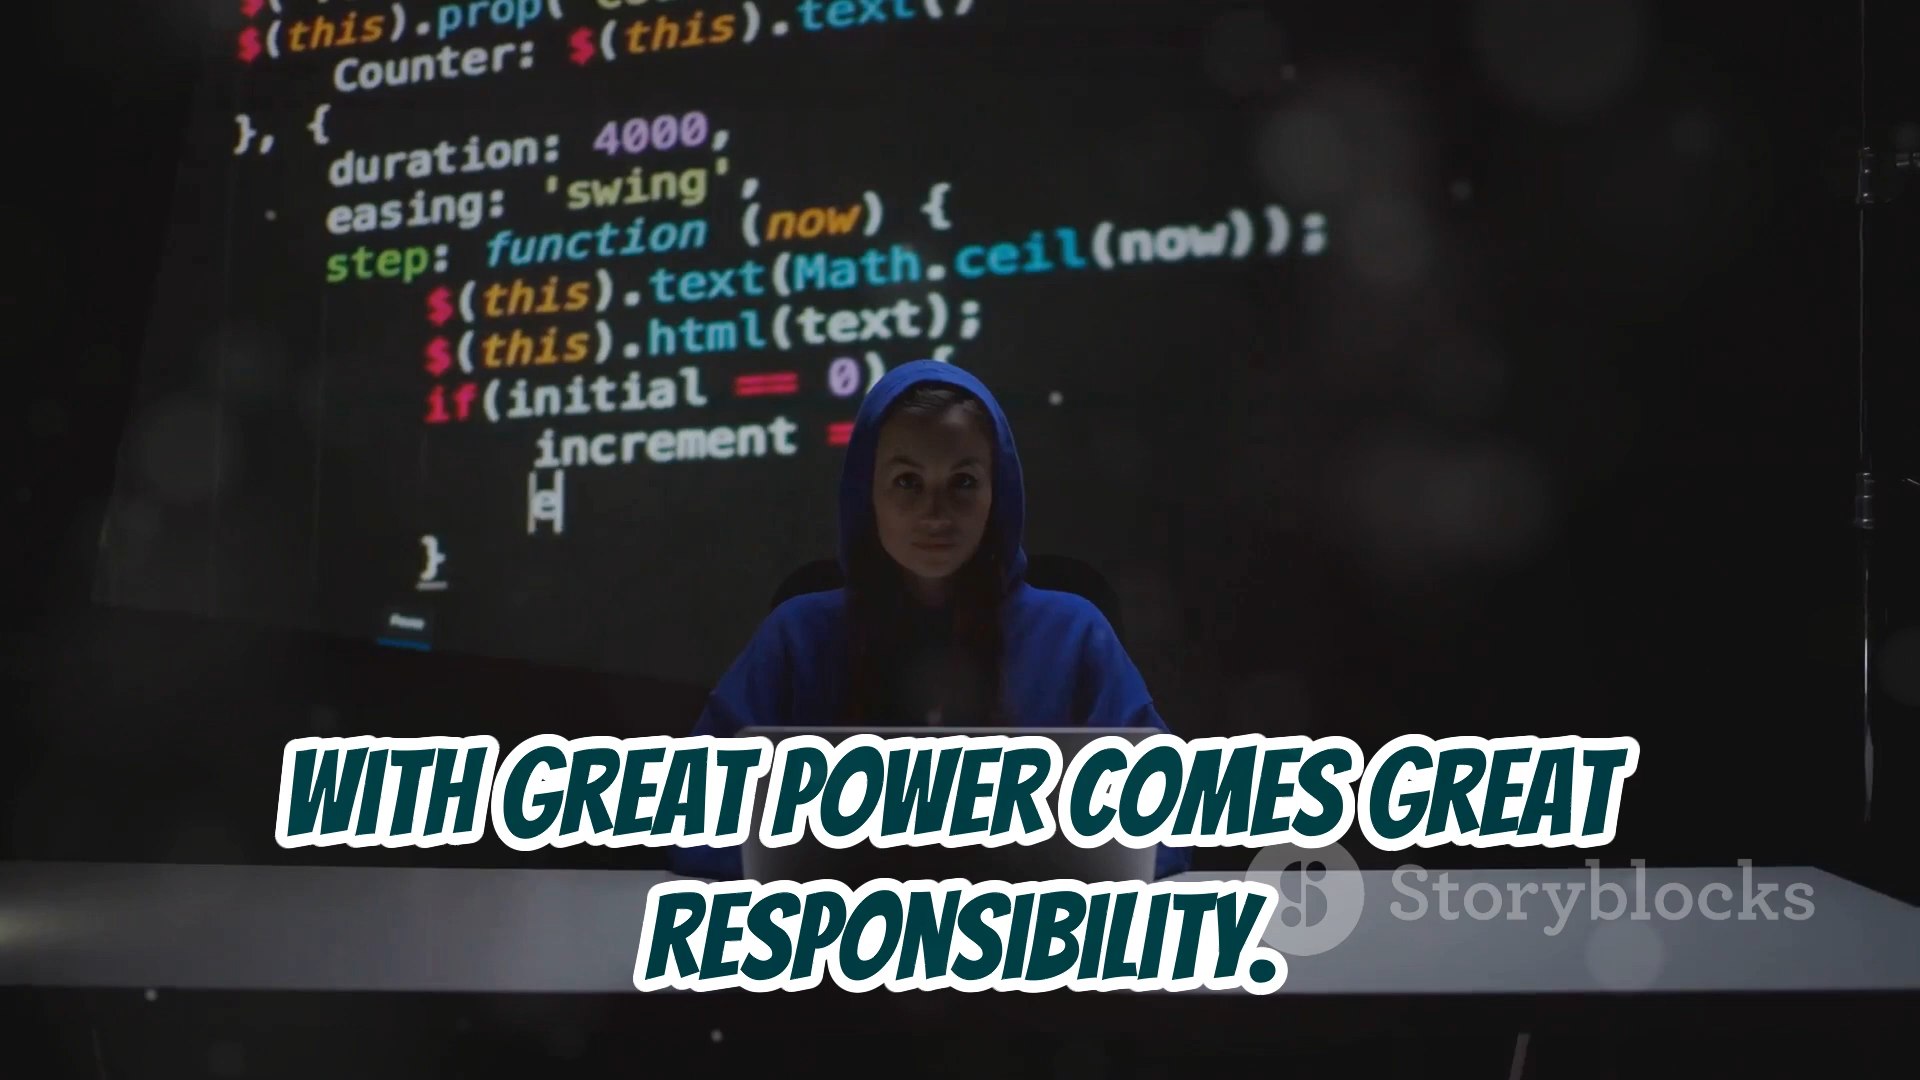 $(this).prop(
$(this).text()
Counter: $(this).text()
}, {
duration: 4000,
easing: 'swing',
step: function (now) {
$(this).text(Math.ceil(now));
$(this).html(text);
if(initial == 0) {
increment =
e
}
WITH GREAT POWER COMES GREAT
RESPONSIBILITY.
Storyblocks